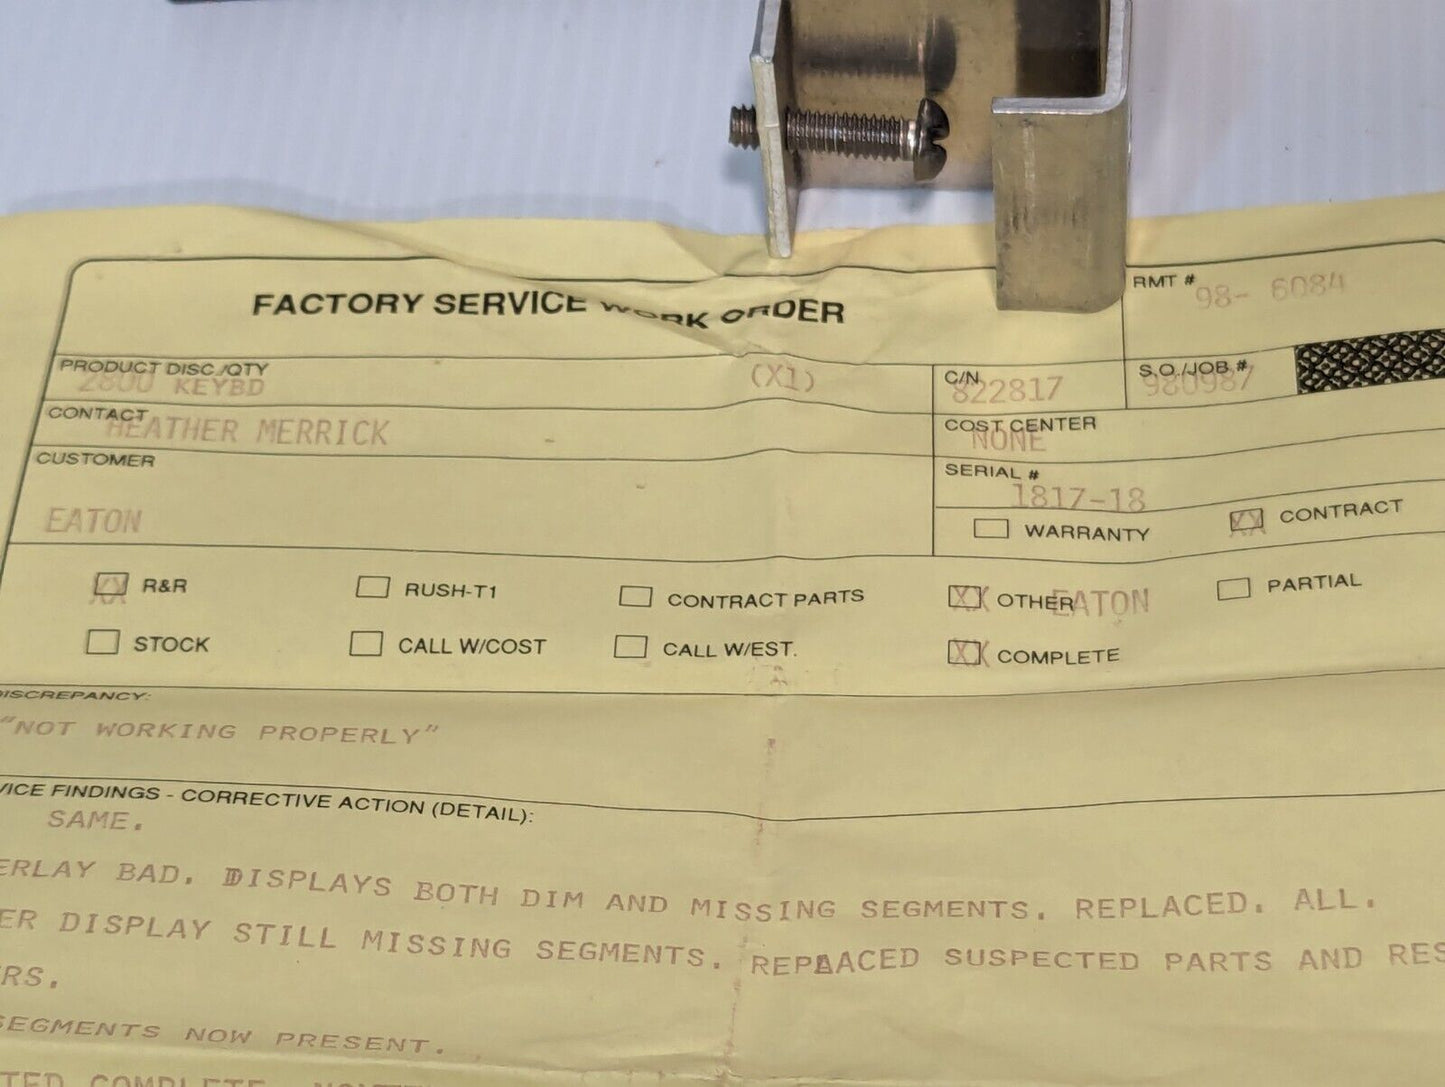 FACTORY SERVICE WORK ORDER
RMT # 98- 6084
PRODUCT DISC./QTY
2800 KEYBD (X1)
C/N
822817
S.O./JOB #
980987
CONTACT
HEATHER MERRICK
COST CENTER
NONE
CUSTOMER
EATON
SERIAL #
1817-18
WARRANTY
XX CONTRACT
XX R&R
RUSH-T1
CONTRACT PARTS
XX OTHER EATON
PARTIAL
STOCK
CALL W/COST
CALL W/EST.
XX COMPLETE
DISCREPANCY:
"NOT WORKING PROPERLY"
VICE FINDINGS - CORRECTIVE ACTION (DETAIL):
SAME.
ERLAY BAD. DISPLAYS BOTH DIM AND MISSING SEGMENTS. REPLACED. ALL.
ER DISPLAY STILL MISSING SEGMENTS. REPLAACED SUSPECTED PARTS AND RES
RS.
SEGMENTS NOW PRESENT.
TED COMPLETE.